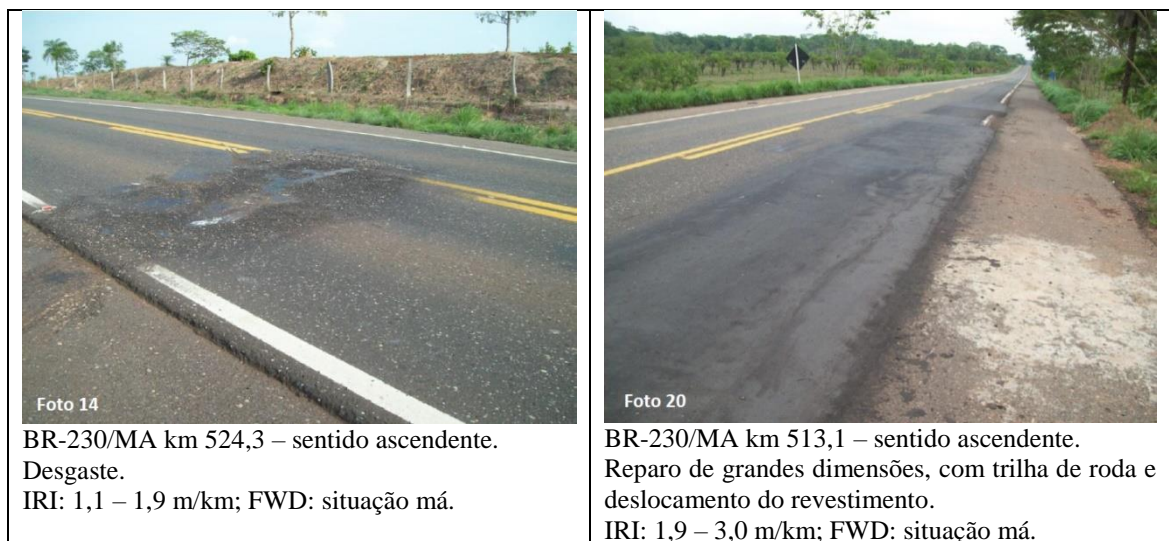 Foto 14
BR-230/MA km 524,3 – sentido ascendente.
Desgaste.
IRI: 1,1 – 1,9 m/km; FWD: situação má.
Foto 20
BR-230/MA km 513,1 – sentido ascendente.
Reparo de grandes dimensões, com trilha de roda e
deslocamento do revestimento.
IRI: 1,9 – 3,0 m/km; FWD: situação má.